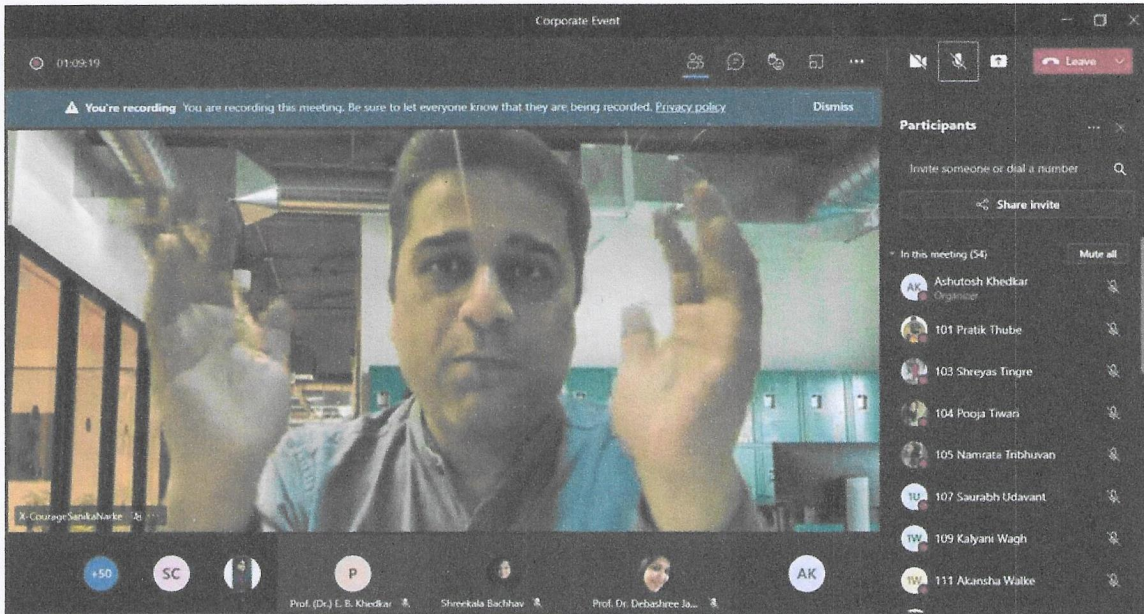 Corporate Event
01:09:19
Leave
You're recording You are recording this meeting. Be sure to let everyone know that they are being recorded. Privacy policy Dismiss
Participants
Invite someone or dial a number
Share invite
In this meeting (54) Mute all
AK Ashutosh Khedkar
Organizer
101 Pratik Thube
103 Shreyas Tingre
104 Pooja Tiwari
105 Namrata Tribhuvan
1U 107 Saurabh Udavant
1W 109 Kalyani Wagh
1W 111 Akansha Walke
X-CourageSanikaNarke
+50 SC P AK
Prof. (Dr.) E. B. Khedkar Shreekala Bachhav Prof. Dr. Debashree Ja...